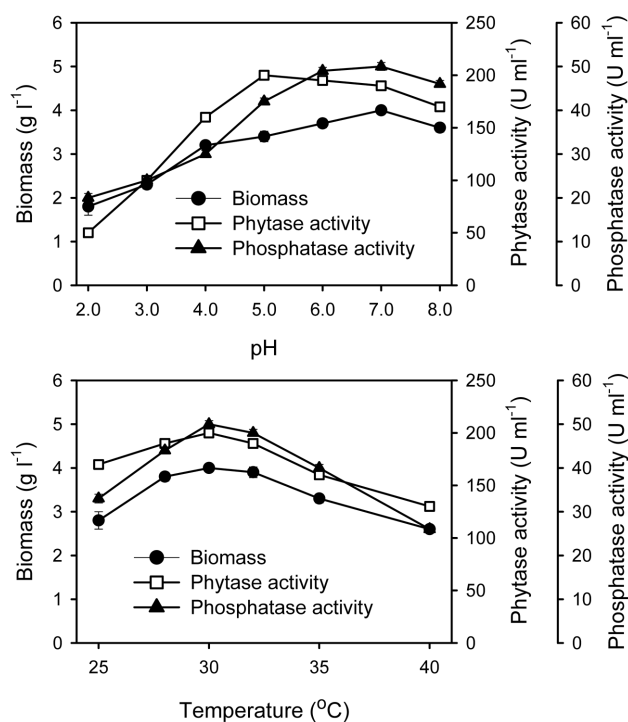 Biomass (g l-1)
6
5
4
3
2
1
0
Biomass
Phytase activity
Phosphatase activity
2.0 3.0 4.0 5.0 6.0 7.0 8.0
pH
250
200
150
100
50
0
Phytase activity (U ml-1)
60
50
40
30
20
10
0
Phosphatase activity (U ml-1)
Biomass (g l-1)
6
5
4
3
2
1
0
Biomass
Phytase activity
Phosphatase activity
25 30 35 40
Temperature (oC)
250
200
150
100
50
0
Phytase activity (U ml-1)
60
50
40
30
20
10
0
Phosphatase activity (U ml-1)